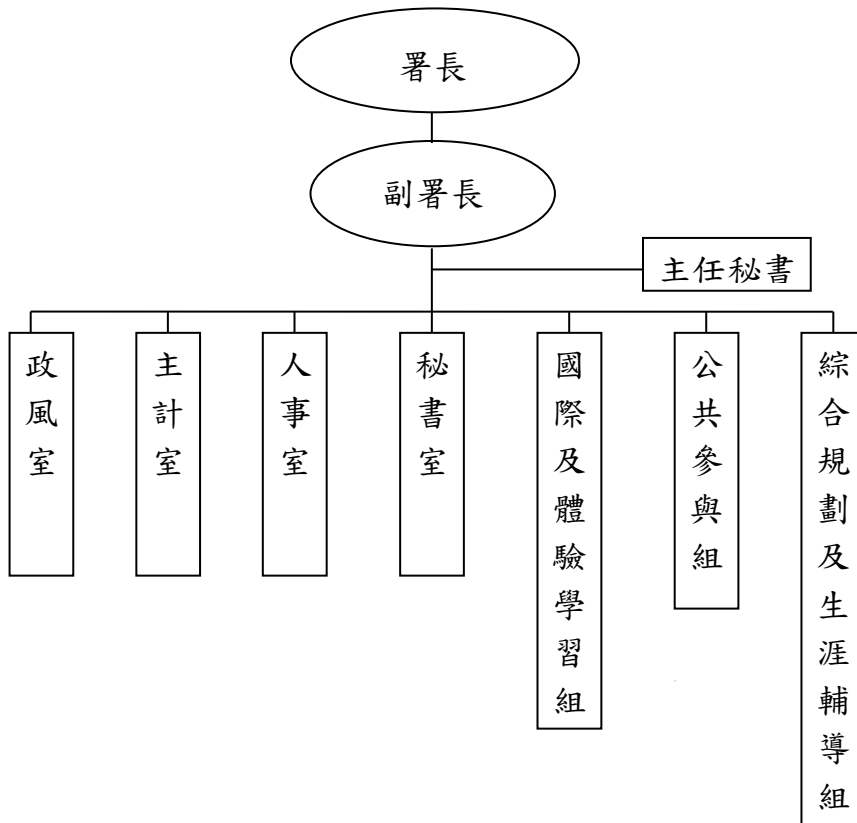 署長
副署長
主任秘書
政風室
主計室
人事室
秘書室
國際及體驗學習組
公共參與組
綜合規劃及生涯輔導組